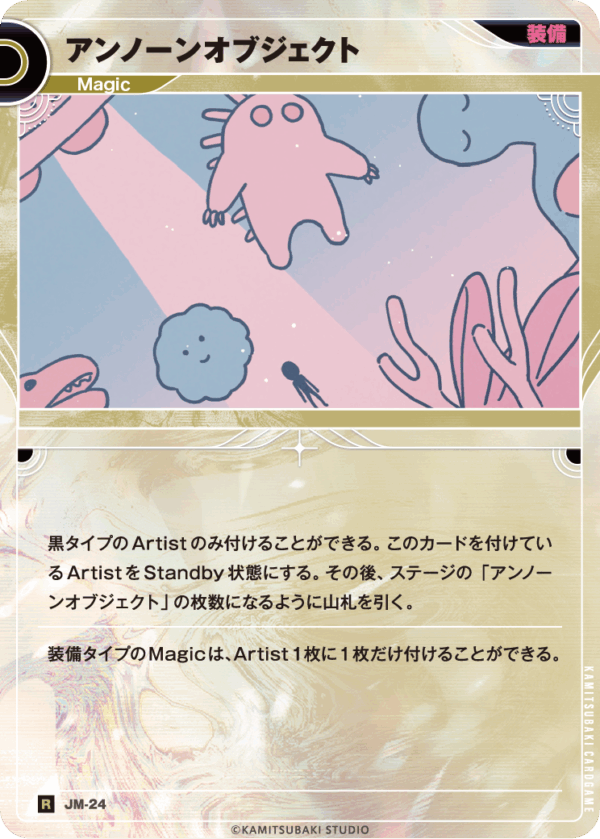 アンノーンオブジェクト
装備
Magic
黒タイプのArtistのみ付けることができる。このカードを付けてい
るArtistをStandby状態にする。その後、ステージの「アンノー
ンオブジェクト」の枚数になるように山札を引く。
装備タイプのMagicは、Artist1枚に1枚だけ付けることができる。
KAMITSUBAKI CARDGAME
R JM-24
©KAMITSUBAKI STUDIO